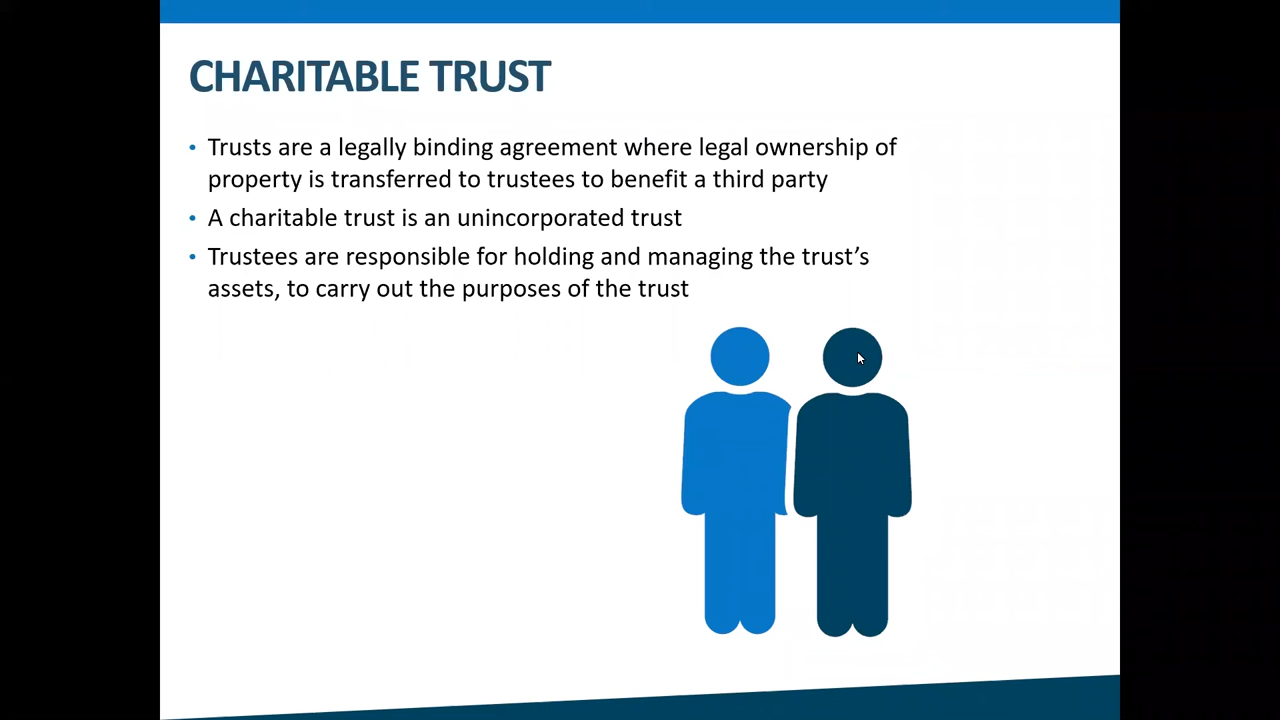 CHARITABLE TRUST
• Trusts are a legally binding agreement where legal ownership of
property is transferred to trustees to benefit a third party
• A charitable trust is an unincorporated trust
• Trustees are responsible for holding and managing the trust’s
assets, to carry out the purposes of the trust